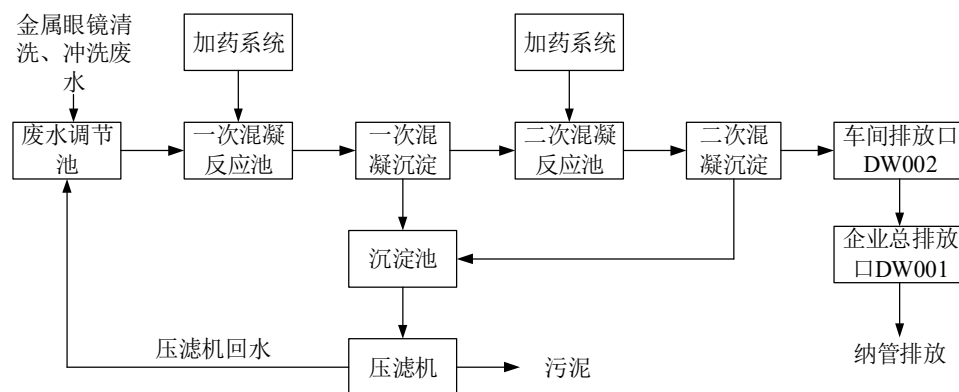 金属眼镜清
洗、冲洗废
水
加药系统
加药系统
废水调节
池
一次混凝
反应池
一次混
凝沉淀
二次混凝
反应池
二次混
凝沉淀
车间排放口
DW002
沉淀池
企业总排放
口DW001
压滤机回水
压滤机
污泥
纳管排放